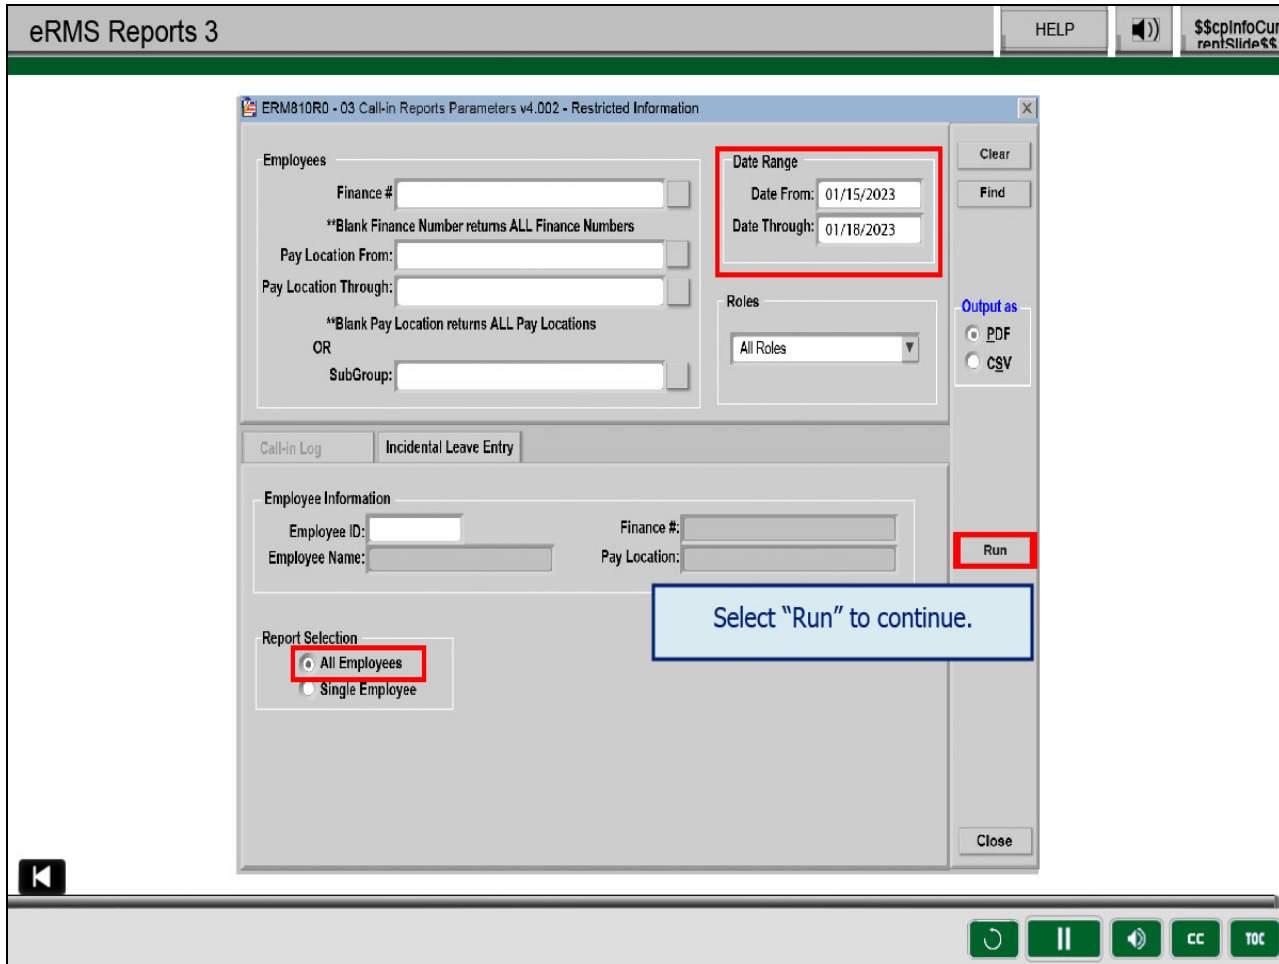 eRMS Reports 3
HELP
$$cpInfoCur
rentSlide$$
ERM810R0 - 03 Call-in Reports Parameters v4.002 - Restricted Information
Employees
Finance #
**Blank Finance Number returns ALL Finance Numbers
Pay Location From:
Pay Location Through:
**Blank Pay Location returns ALL Pay Locations
OR
SubGroup:
Date Range
Date From: 01/15/2023
Date Through: 01/18/2023
Roles
All Roles
Clear
Find
Output as
PDF
CSV
Call-in Log
Incidental Leave Entry
Employee Information
Employee ID:
Finance #:
Employee Name:
Pay Location:
Run
Select “Run” to continue.
Report Selection
All Employees
Single Employee
Close
CC
TOC